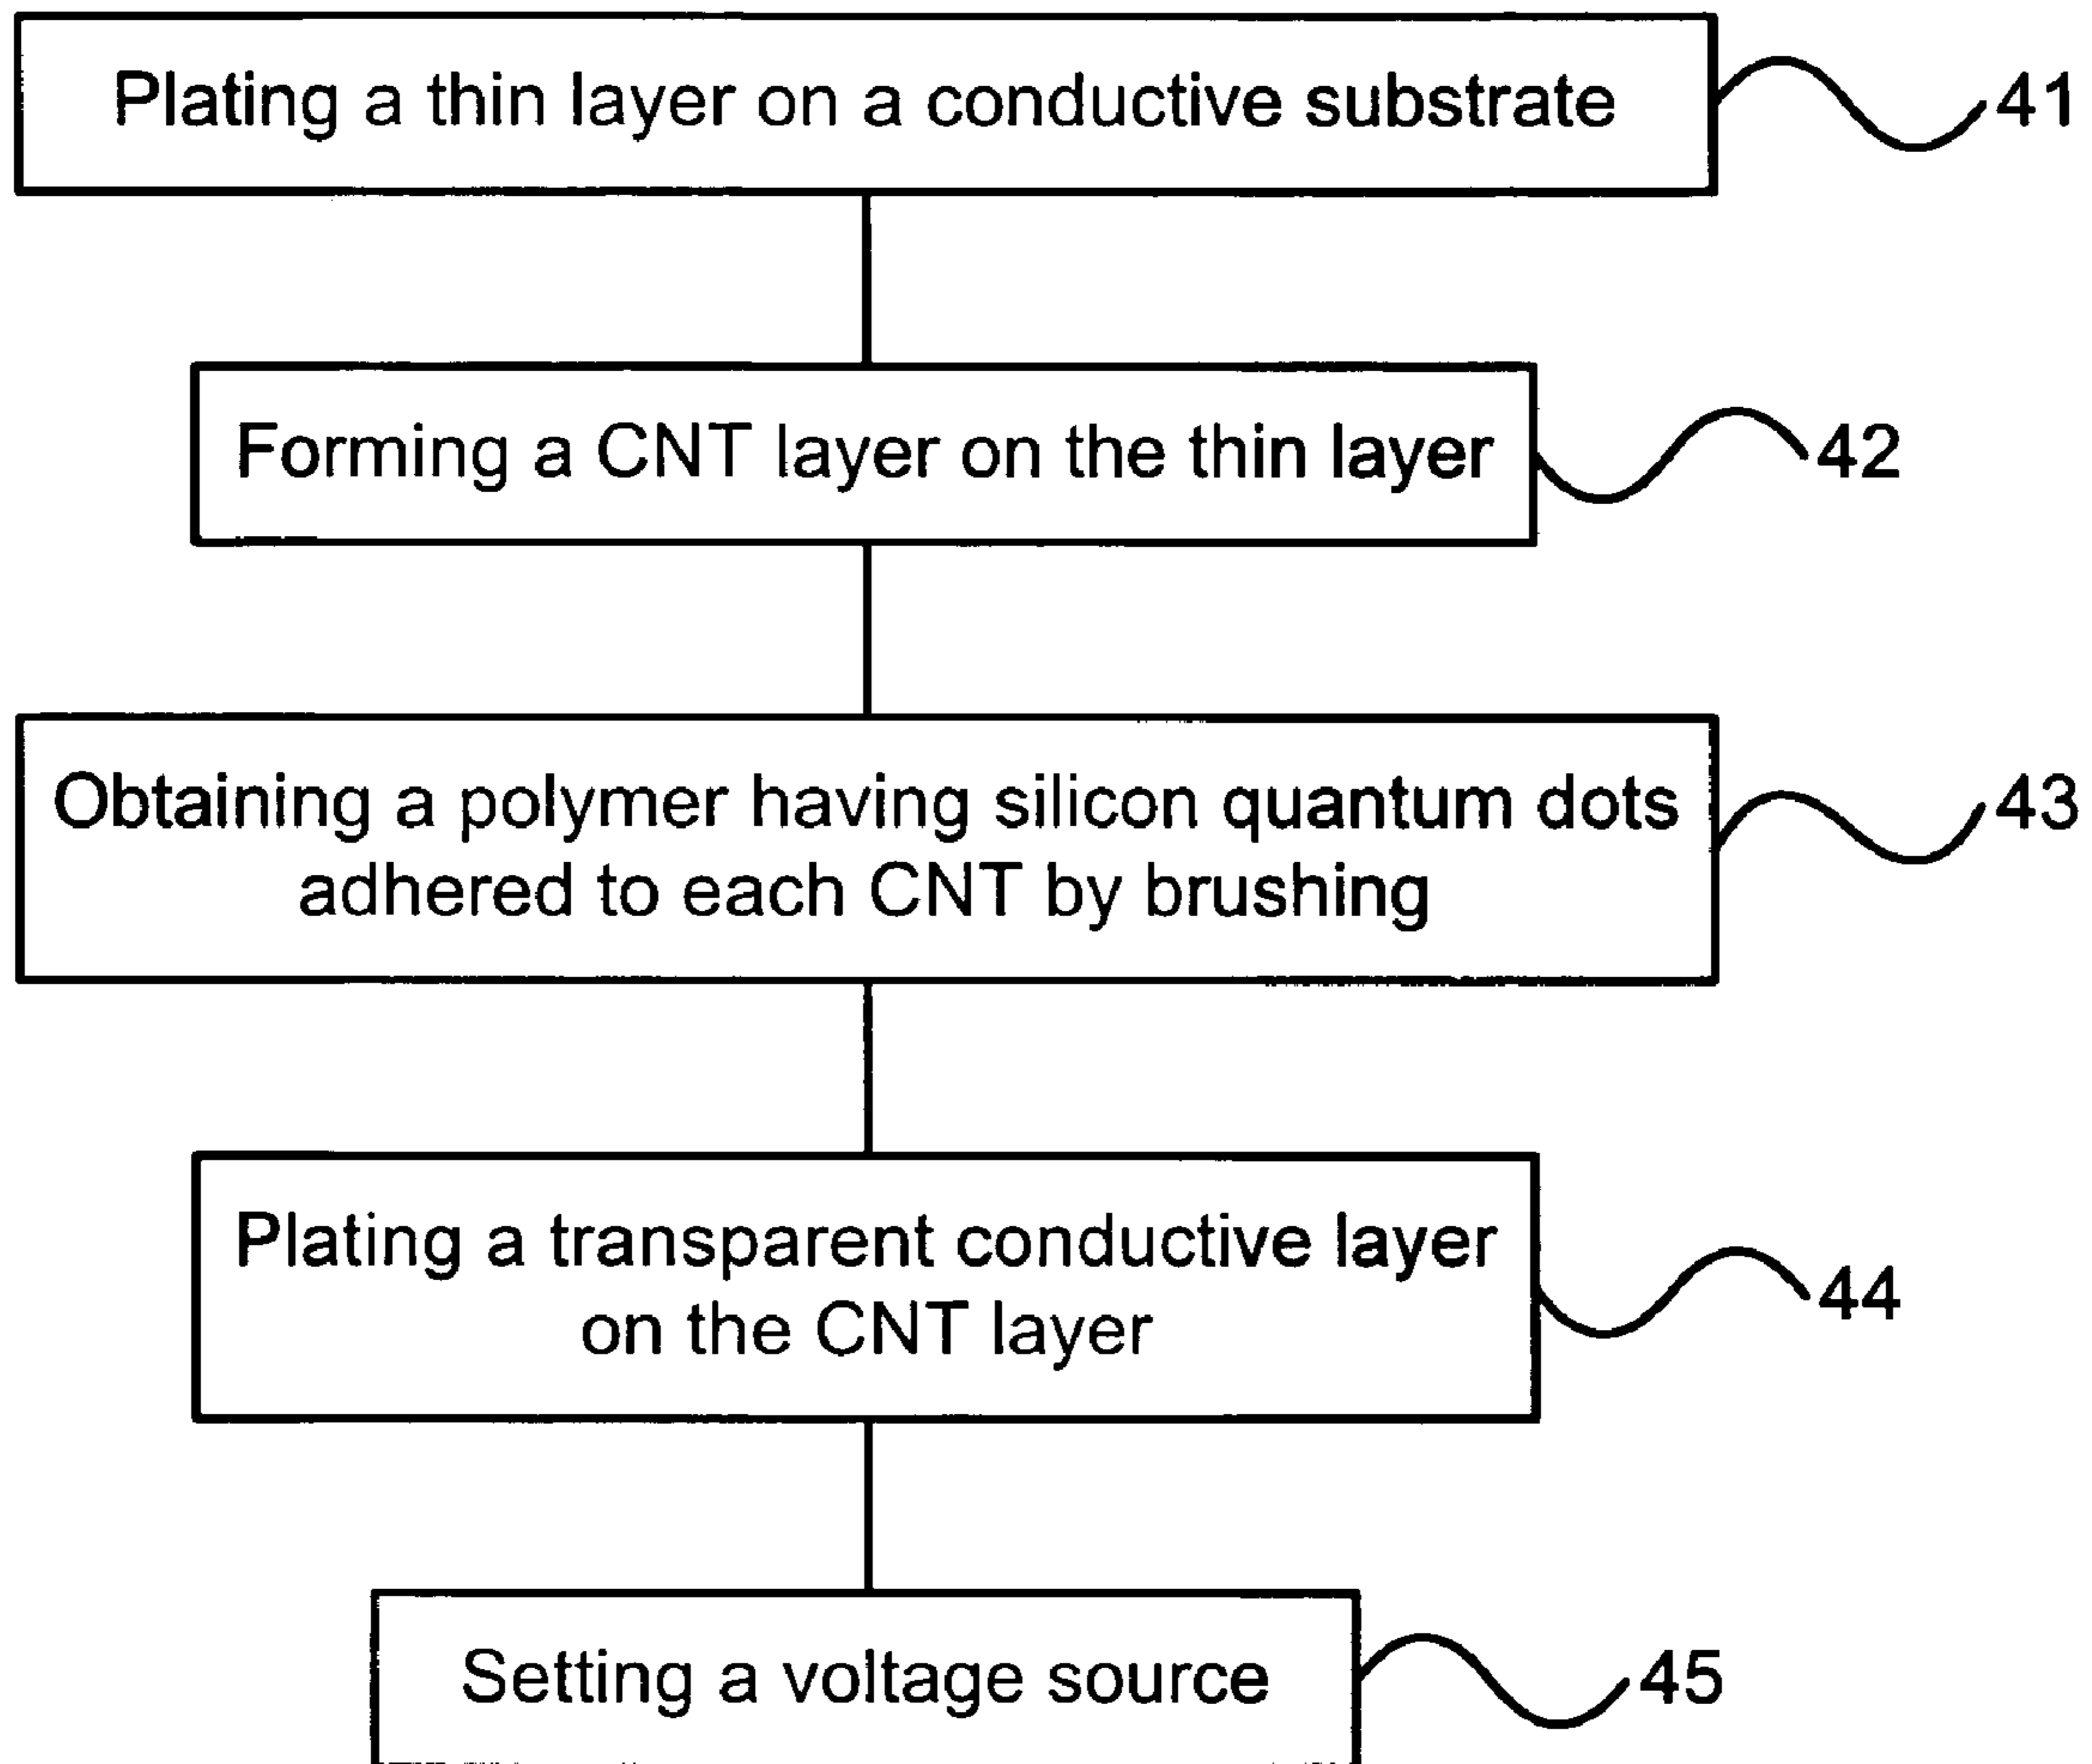 Plating a thin layer on a conductive substrate
41
Forming a CNT layer on the thin layer
42
Obtaining a polymer having silicon quantum dots
adhered to each CNT by brushing
43
Plating a transparent conductive layer
on the CNT layer
44
Setting a voltage source
45